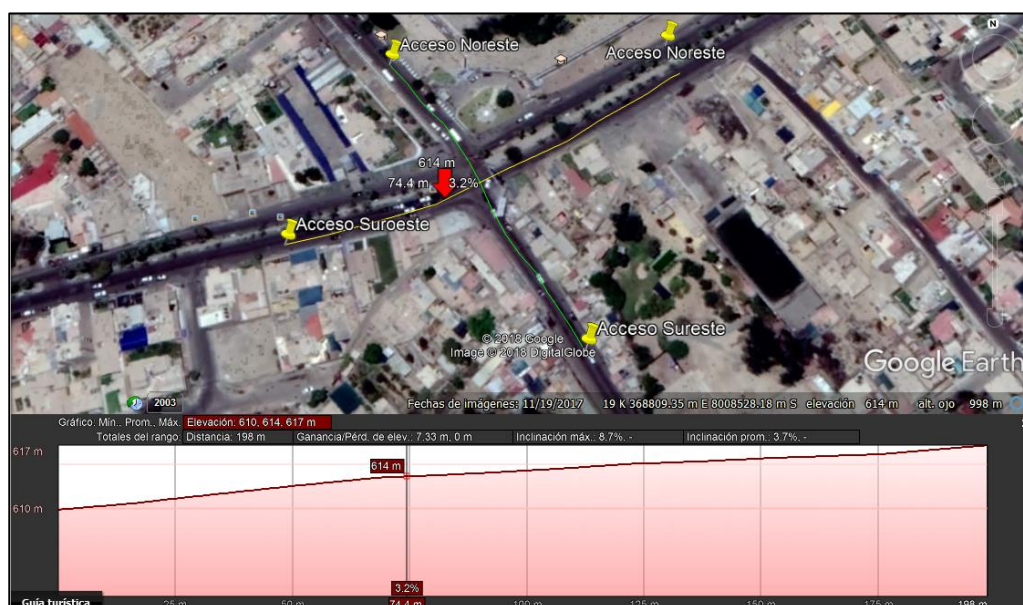 N
Acceso Noreste
Acceso Noreste
614 m
74.4 m 3.2%
Acceso Suroeste
Acceso Sureste
© 2018 Google
Image © 2018 DigitalGlobe
Google Earth
2003
Fechas de imágenes: 11/19/2017 19 K 368809.35 m E 8008528.18 m S elevación 614 m alt. ojo 998 m
Gráfico: Mín., Prom., Máx. Elevación: 610, 614, 617 m
Totales del rango: Distancia: 198 m Ganancia/Pérd. de elev.: 7.33 m, 0 m Inclinación máx.: 8.7%, - Inclinación prom.: 3.7%, -
617 m
614 m
610 m
3.2%
Guía turística 25 m 50 m 74.4 m 100 m 125 m 150 m 175 m 198 m